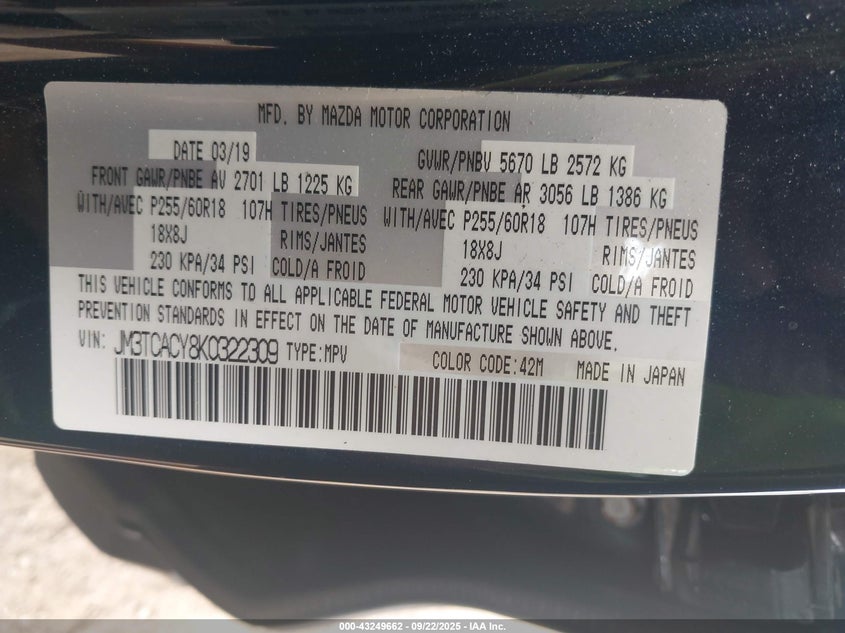 MFD. BY MAZDA MOTOR CORPORATION
DATE 03/19
GVWR/PNBV 5670 LB 2572 KG
FRONT GAWR/PNBE AV 2701 LB 1225 KG
REAR GAWR/PNBE AR 3056 LB 1386 KG
WITH/AVEC P255/60R18 107H TIRES/PNEUS
WITH/AVEC P255/60R18 107H TIRES/PNEUS
18X8J RIMS/JANTES
18X8J RIMS/JANTES
230 KPA/34 PSI COLD/A FROID
230 KPA/34 PSI COLD/A FROID
THIS VEHICLE CONFORMS TO ALL APPLICABLE FEDERAL MOTOR VEHICLE SAFETY AND THEFT
PREVENTION STANDARDS IN EFFECT ON THE DATE OF MANUFACTURE SHOWN ABOVE.
VIN: JM3TCACY8K0322309 TYPE:MPV
COLOR CODE:42M MADE IN JAPAN
000-43249662 - 09/22/2025 - IAA Inc.